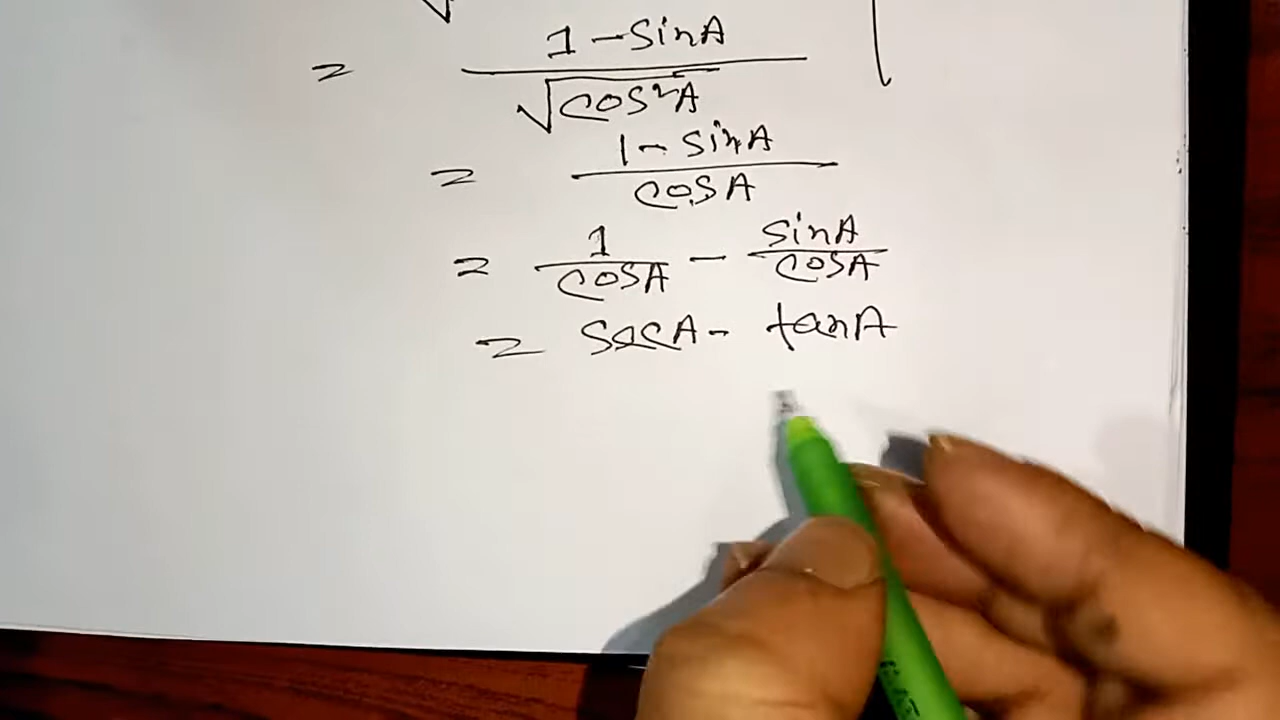 = (1 - sinA) / √(cos²A)
= (1 - sinA) / cosA
= 1 / cosA - sinA / cosA
= secA - tanA